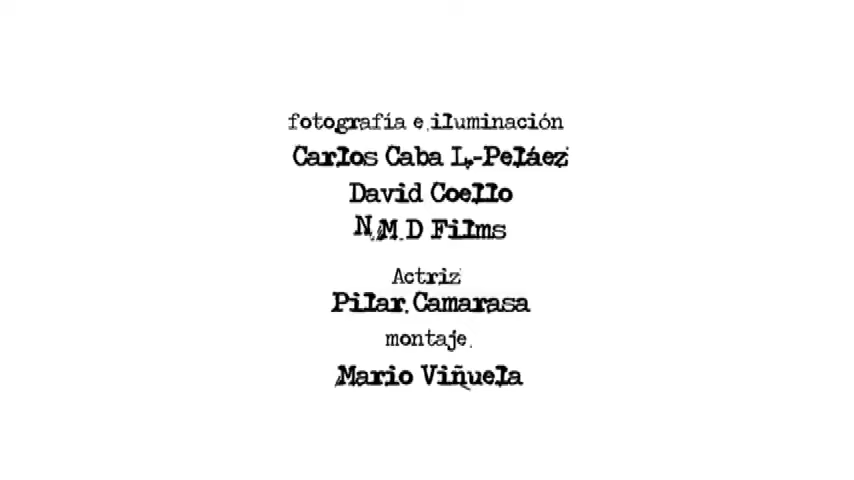 fotografía e iluminación
Carlos Caba L.-Peláez
David Coello
N.M.D Films
Actriz
Pilar Camarasa
montaje
Mario Viñuela